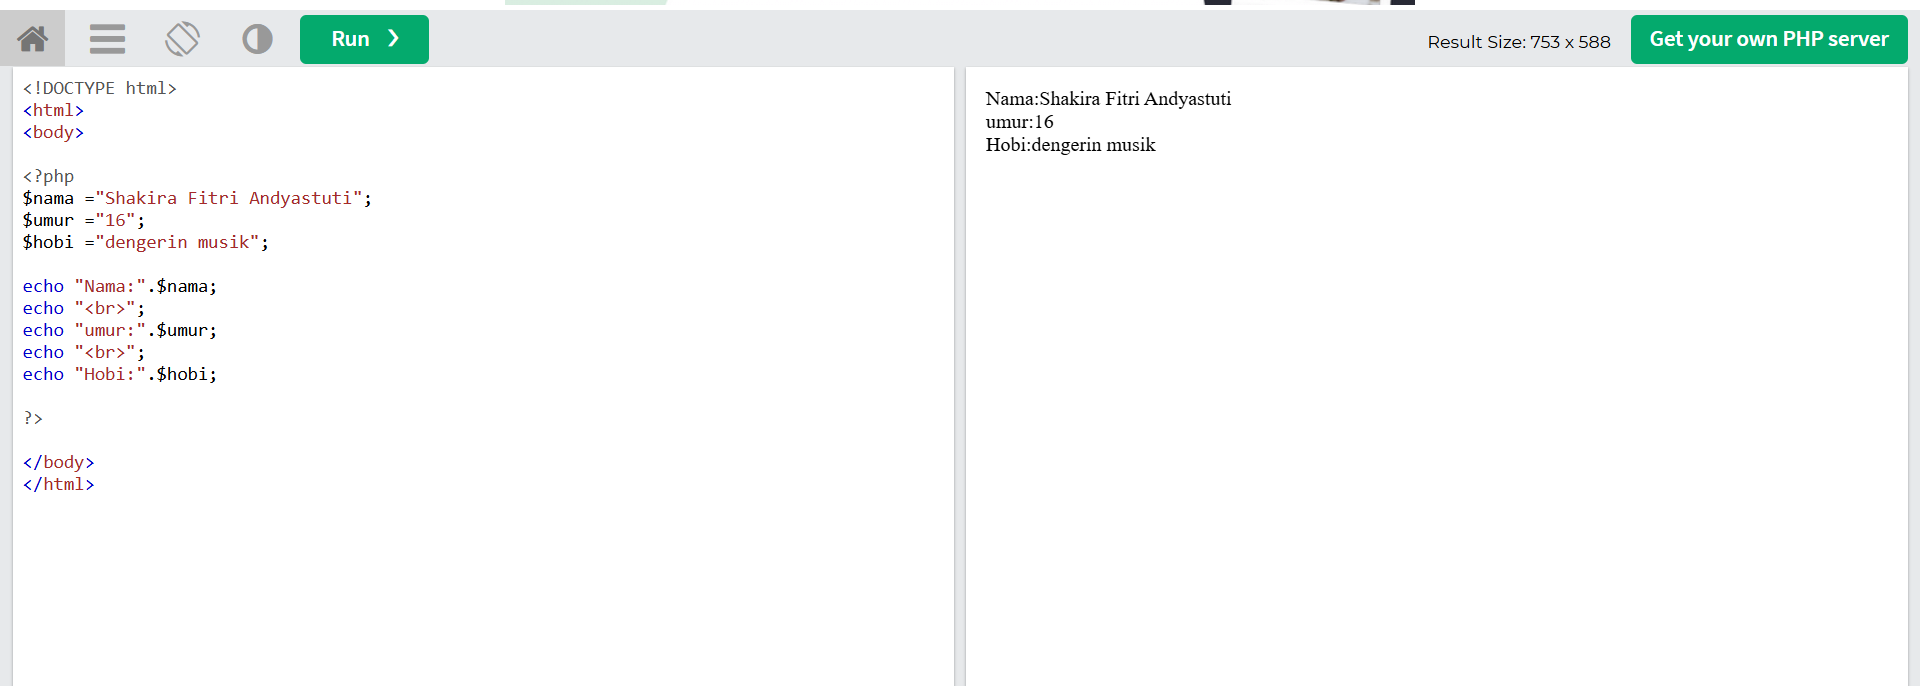 Run ❯
Result Size: 753 x 588
Get your own PHP server
<!DOCTYPE html>
<html>
<body>
<?php
$nama ="Shakira Fitri Andyastuti";
$umur ="16";
$hobi ="dengerin musik";
echo "Nama:".$nama;
echo "<br>";
echo "umur:".$umur;
echo "<br>";
echo "Hobi:".$hobi;
?>
</body>
</html>
Nama:Shakira Fitri Andyastuti
umur:16
Hobi:dengerin musik